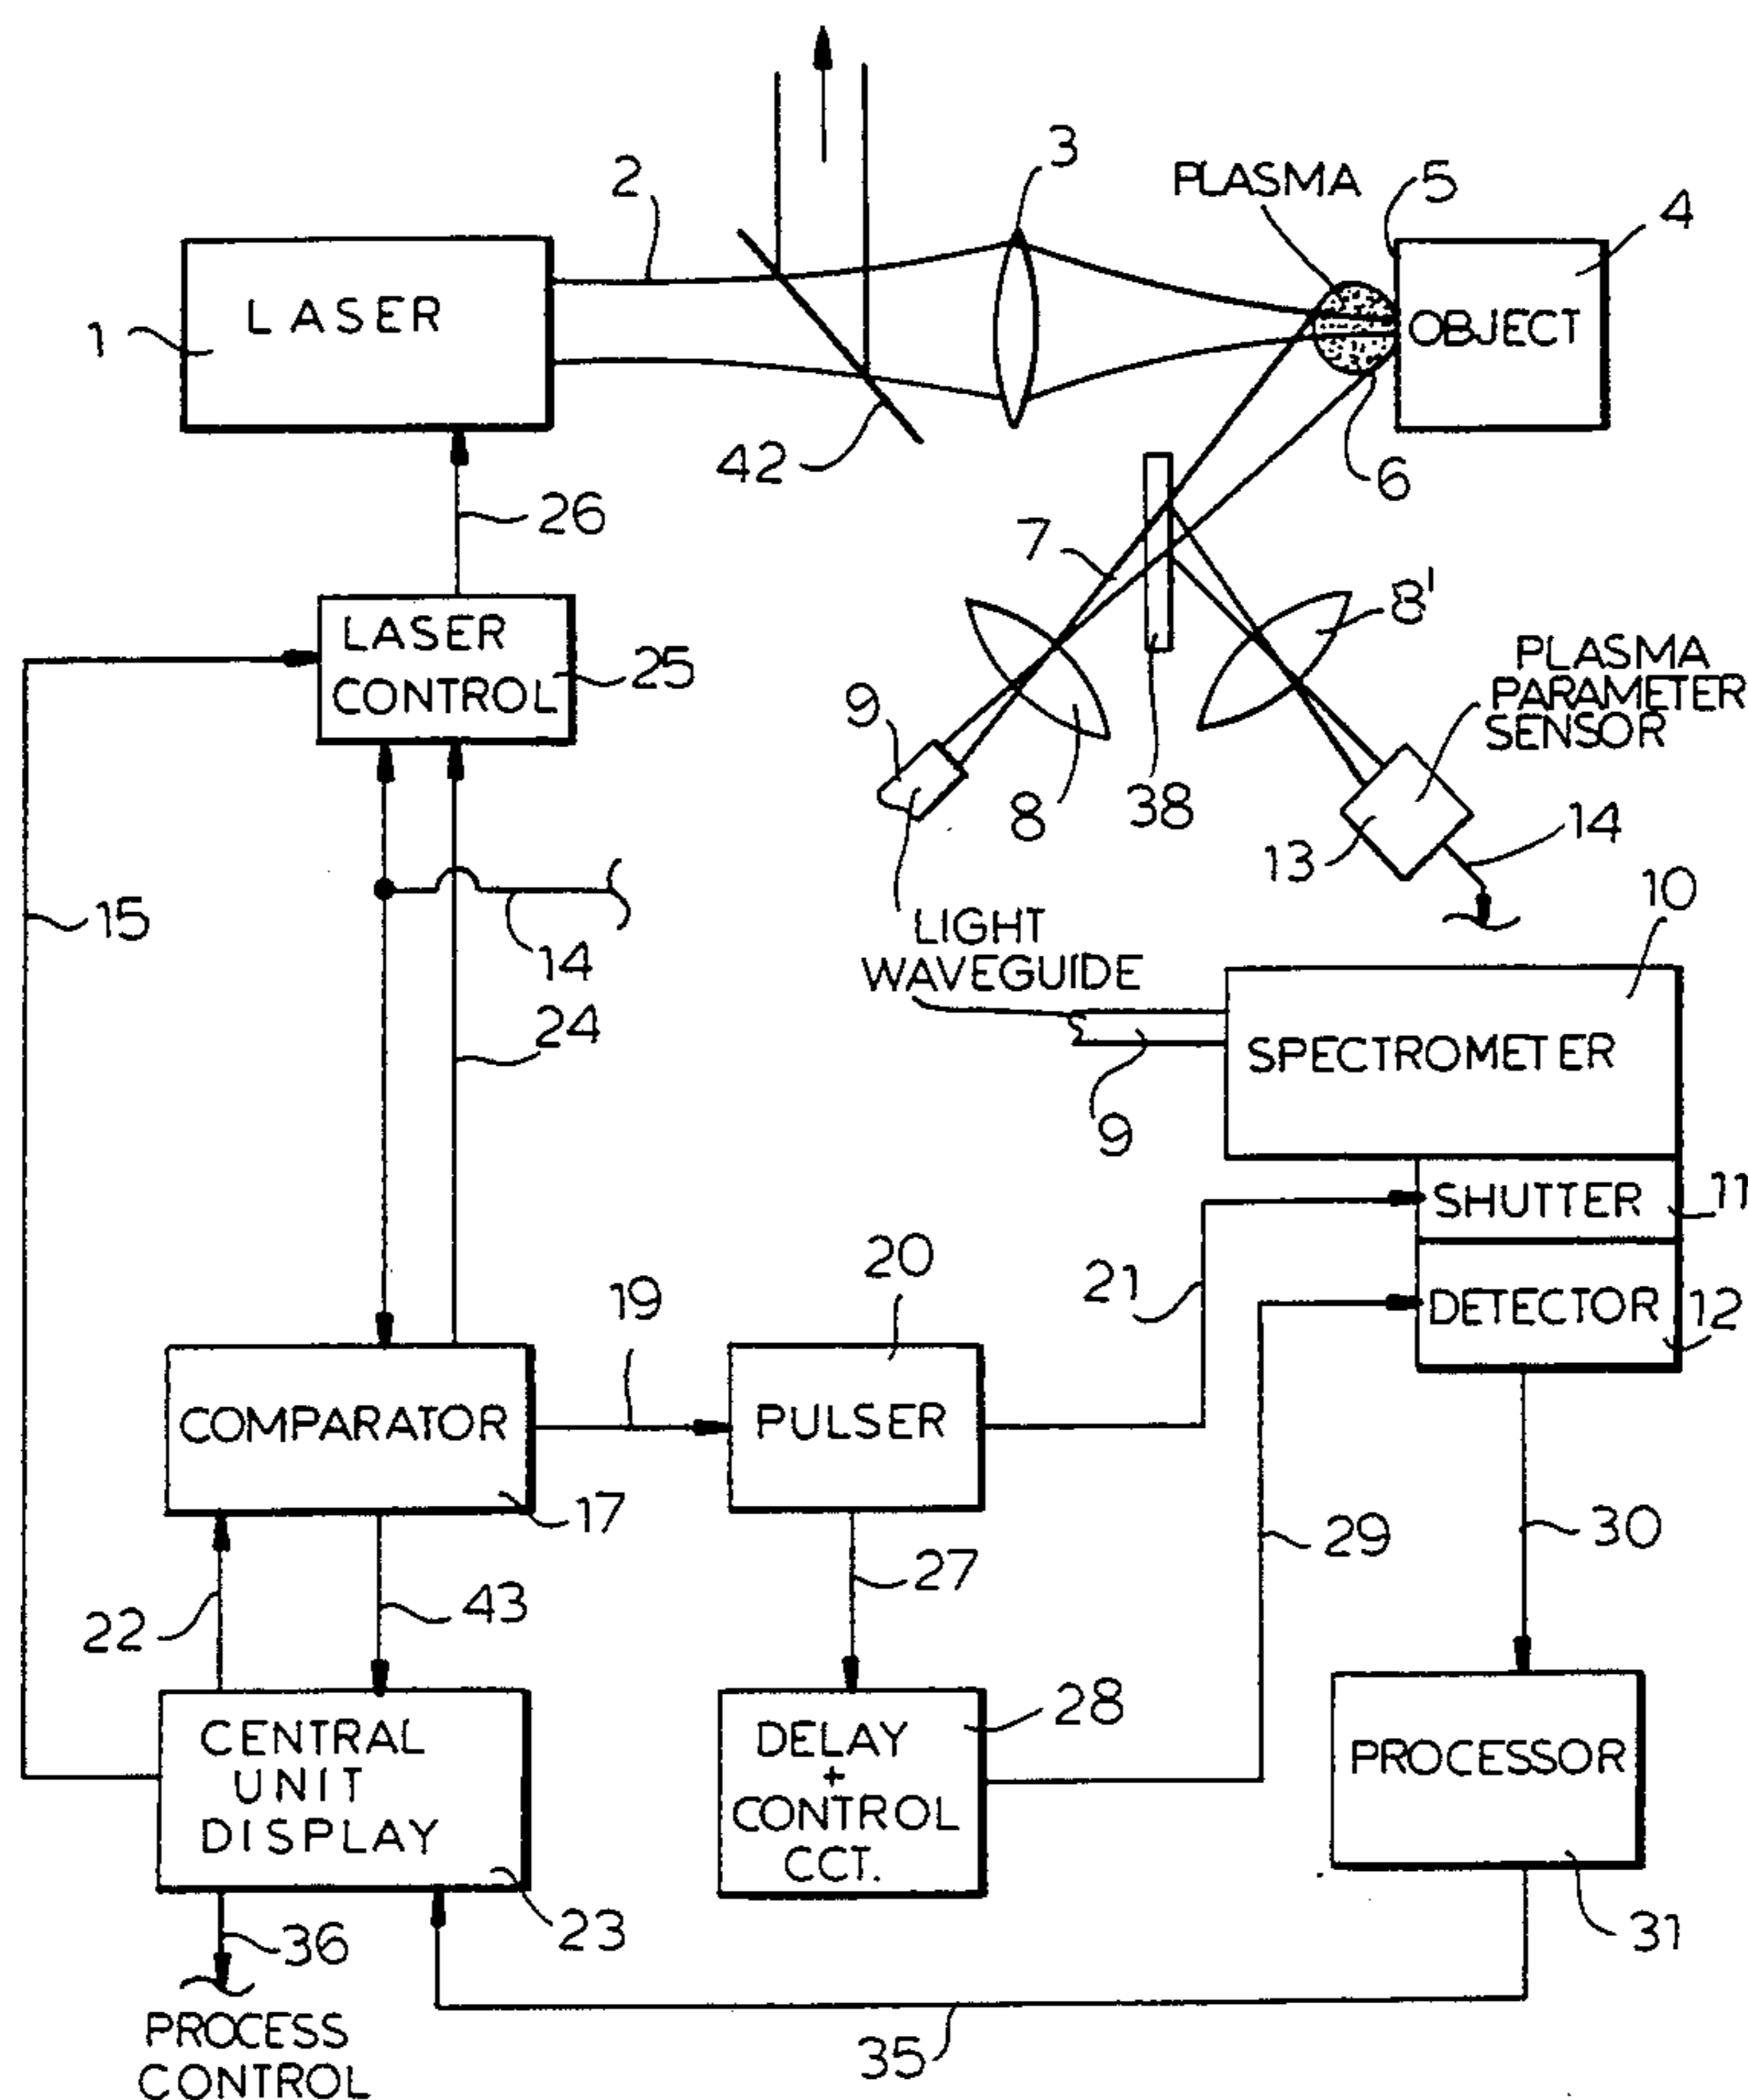 2
3
PLASMA
5
4
LASER
1
OBJECT
42
6
26
7
8'
LASER
CONTROL
25
PLASMA
PARAMETER
SENSOR
9
8
38
13
14
15
14
LIGHT
WAVEGUIDE
10
24
SPECTROMETER
9
SHUTTER
11
20
19
21
DETECTOR
12
COMPARATOR
PULSER
17
22
43
27
29
30
CENTRAL
UNIT
DISPLAY
28
DELAY
+
CONTROL
CCT.
PROCESSOR
23
31
36
PROCESS
CONTROL
35